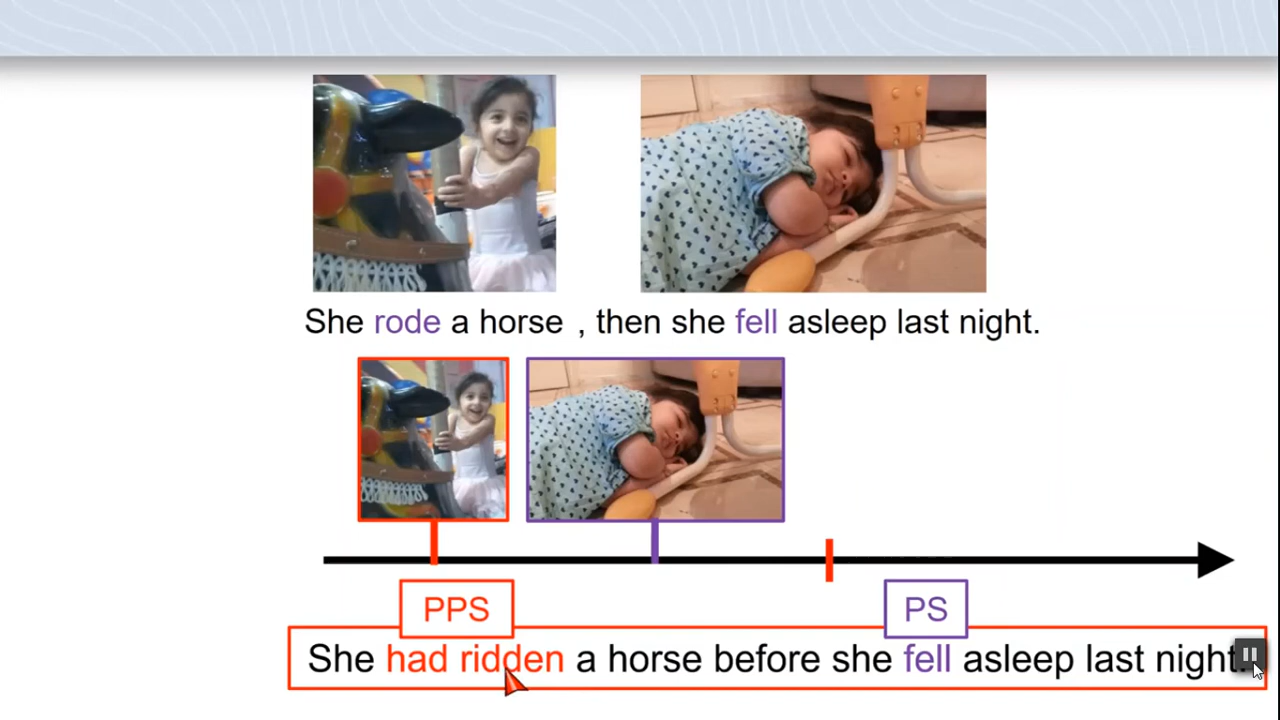 She rode a horse , then she fell asleep last night.
PPS
PS
She had ridden a horse before she fell asleep last night.